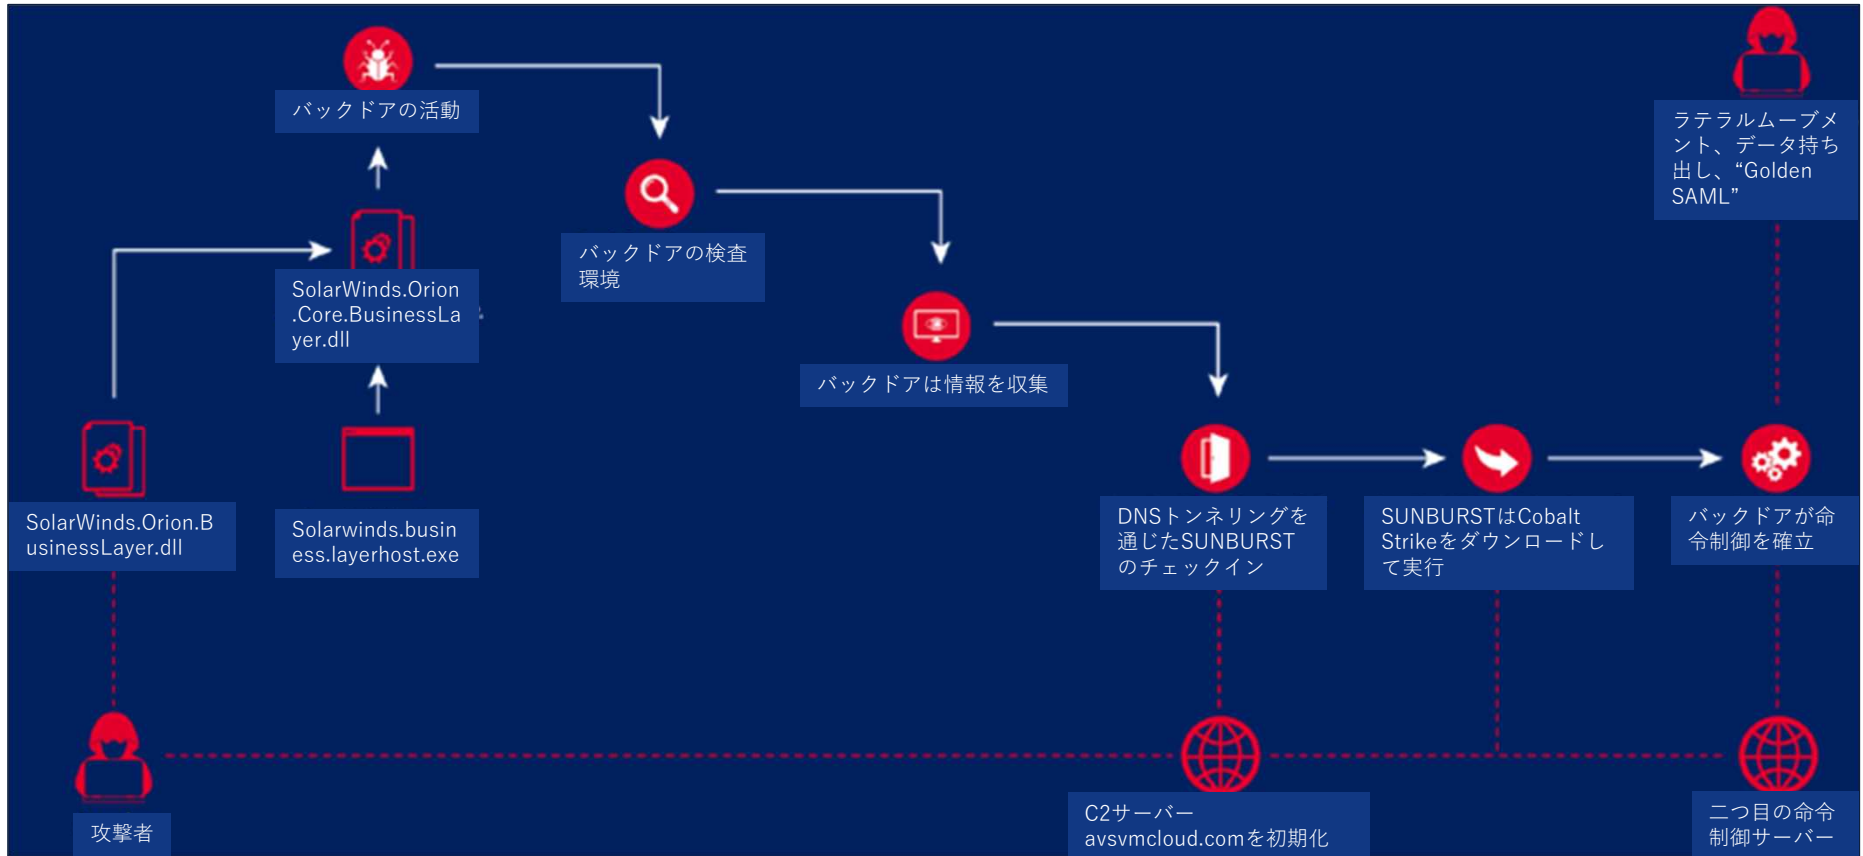 バックドアの活動
ラテラルムーブメ
ント、データ持ち
出し、“Golden
SAML”
バックドアの検査
環境
SolarWinds.Orion
.Core.BusinessLa
yer.dll
バックドアは情報を収集
SolarWinds.Orion.B
usinessLayer.dll
Solarwinds.busin
ess.layerhost.exe
DNSトンネリングを
通じたSUNBURST
のチェックイン
SUNBURSTはCobalt
Strikeをダウンロードし
て実行
バックドアが命
令制御を確立
攻撃者
C2サーバー
avsvmcloud.comを初期化
二つ目の命令
制御サーバー